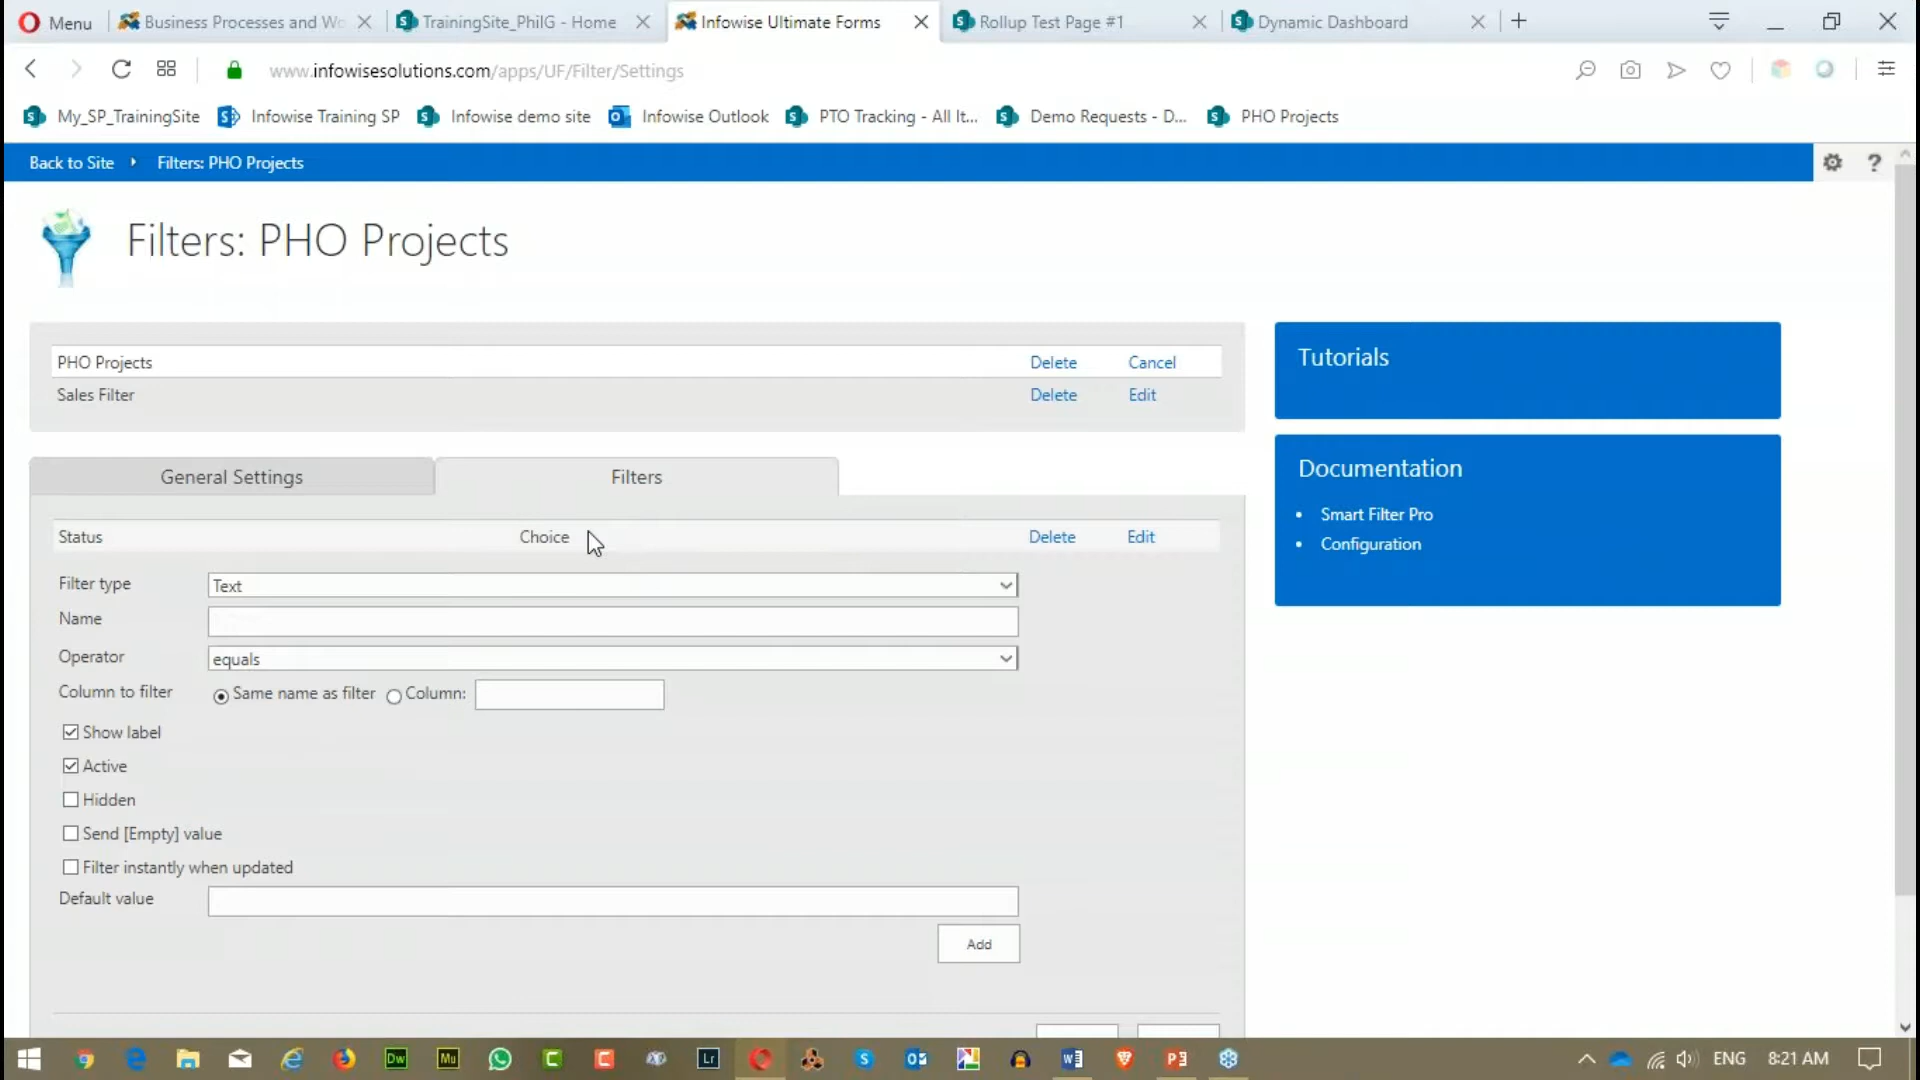 Menu
Business Processes and Wo
TrainingSite_PhilG - Home
Infowise Ultimate Forms
Rollup Test Page #1
Dynamic Dashboard
www.infowisesolutions.com/apps/UF/Filter/Settings
My_SP_TrainingSite
Infowise Training SP
Infowise demo site
Infowise Outlook
PTO Tracking - All It...
Demo Requests - D...
PHO Projects
Back to Site
Filters: PHO Projects
?
Filters: PHO Projects
PHO Projects Delete Cancel
Sales Filter Delete Edit
Tutorials
Documentation
Smart Filter Pro
Configuration
General Settings
Filters
Status Choice Delete Edit
Filter type Text
Name
Operator equals
Column to filter Same name as filter Column:
Show label
Active
Hidden
Send [Empty] value
Filter instantly when updated
Default value
Add
ENG 8:21 AM